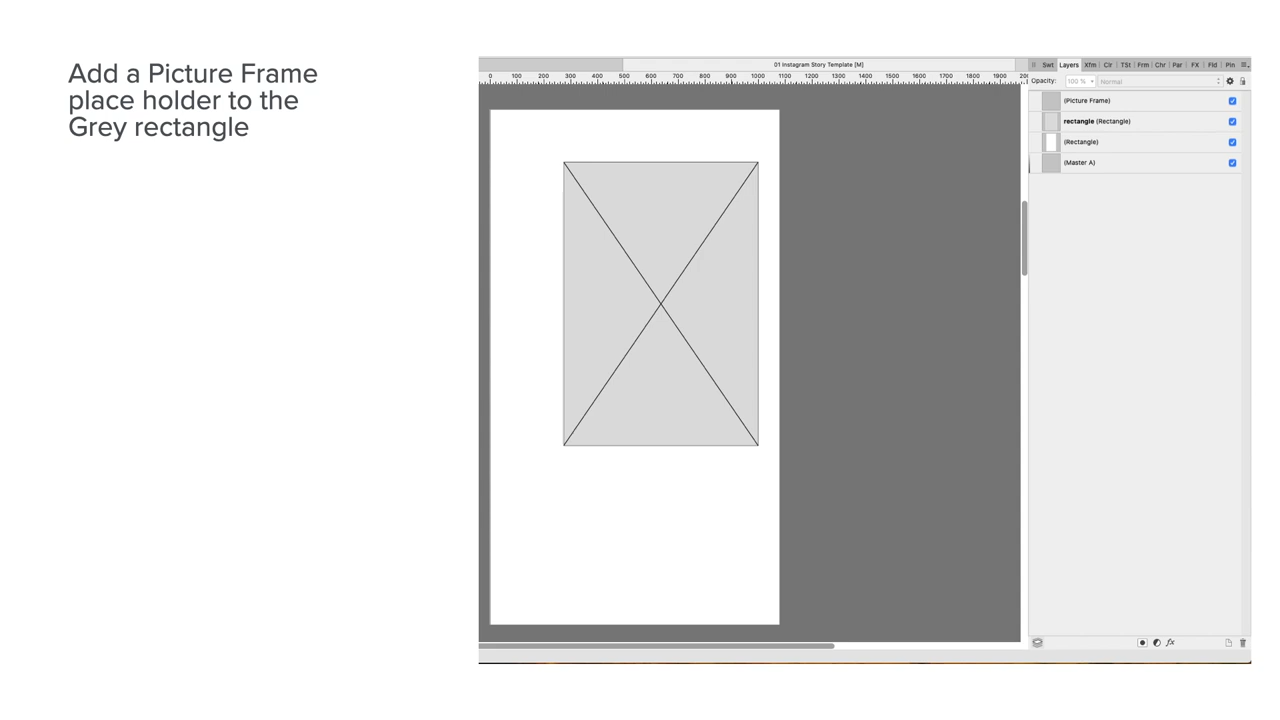 Add a Picture Frame
place holder to the
Grey rectangle
01 Instagram Story Template [M]
0 100 200 300 400 500 600 700 800 900 1000 1100 1200 1300 1400 1500 1600 1700 1800 1900
Swt Layers Xfm Clr TSt Frm Chr Par FX Fld Pin
Opacity: 100 % Normal
(Picture Frame)
rectangle (Rectangle)
(Rectangle)
(Master A)
fx